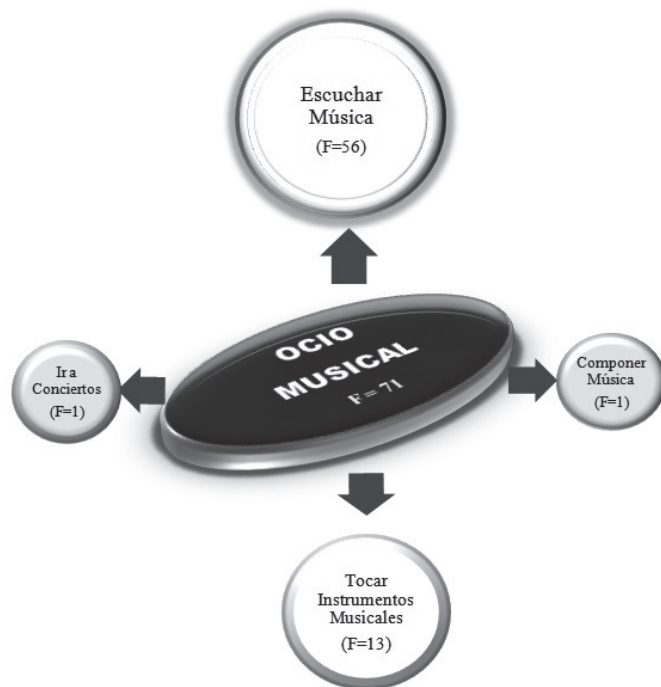 Escuchar
Música
(F=56)
OCIO
MUSICAL
F = 71
Ir a
Conciertos
(F=1)
Componer
Música
(F=1)
Tocar
Instrumentos
Musicales
(F=13)